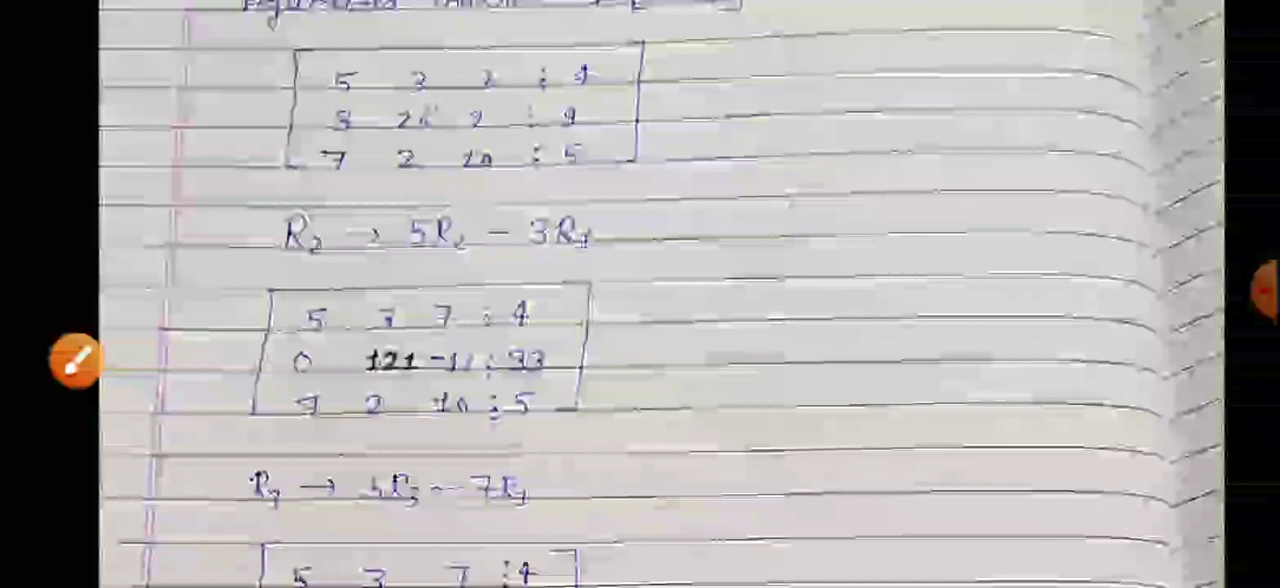 5 3 7 : 4
3 26 2 : 9
7 2 10 : 5
R₂ → 5R₂ - 3R₁
5 3 7 : 4
0 121 -11 : 33
7 2 10 : 5
R₃ → 5R₃ - 7R₁
5 3 7 : 4